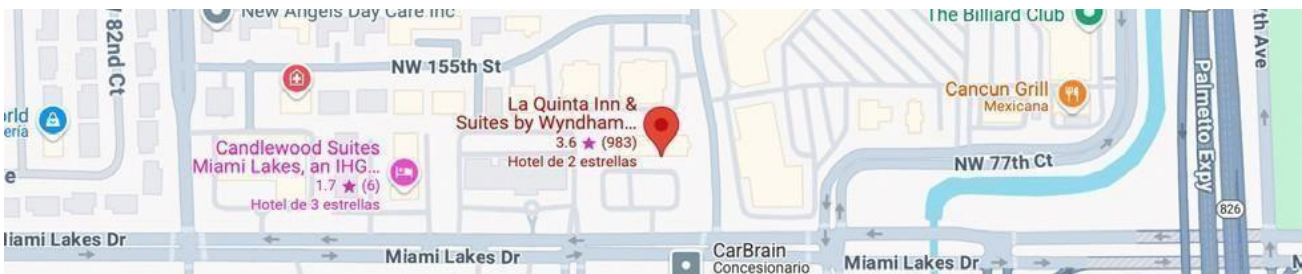 New Angels Day Care Inc
The Billiard Club
82nd Ct
7th Ave
NW 155th St
Palmetto Expy
Cancun Grill
Mexicana
La Quinta Inn &
Suites by Wyndham...
3.6 ★ (983)
Hotel de 2 estrellas
Candlewood Suites
Miami Lakes, an IHG...
1.7 ★ (6)
Hotel de 3 estrellas
NW 77th Ct
826
Miami Lakes Dr
Miami Lakes Dr
CarBrain
Concesionario
Miami Lakes Dr